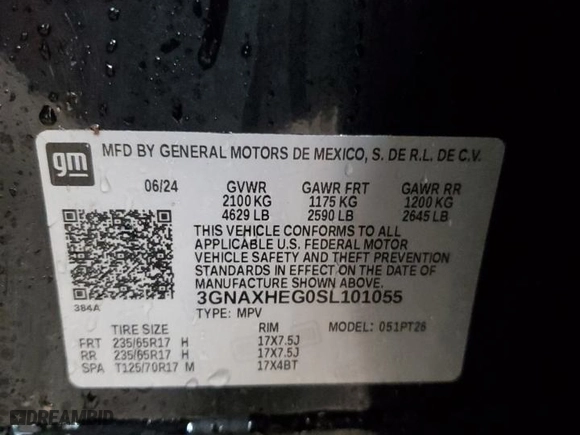 gm MFD BY GENERAL MOTORS DE MEXICO, S. DE R.L. DE C.V.
06/24 GVWR GAWR FRT GAWR RR
2100 KG 1175 KG 1200 KG
4629 LB 2590 LB 2645 LB
THIS VEHICLE CONFORMS TO ALL
APPLICABLE U.S. FEDERAL MOTOR
VEHICLE SAFETY AND THEFT PREVENTION
STANDARDS IN EFFECT ON THE DATE OF
MANUFACTURE SHOWN ABOVE.
384A 3GNAXHEG0SL101055
TYPE: MPV MODEL: 051PT26
TIRE SIZE RIM
FRT 235/65R17 H 17X7.5J
RR 235/65R17 H 17X7.5J
SPA T125/70R17 M 17X4BT
DREAMBID